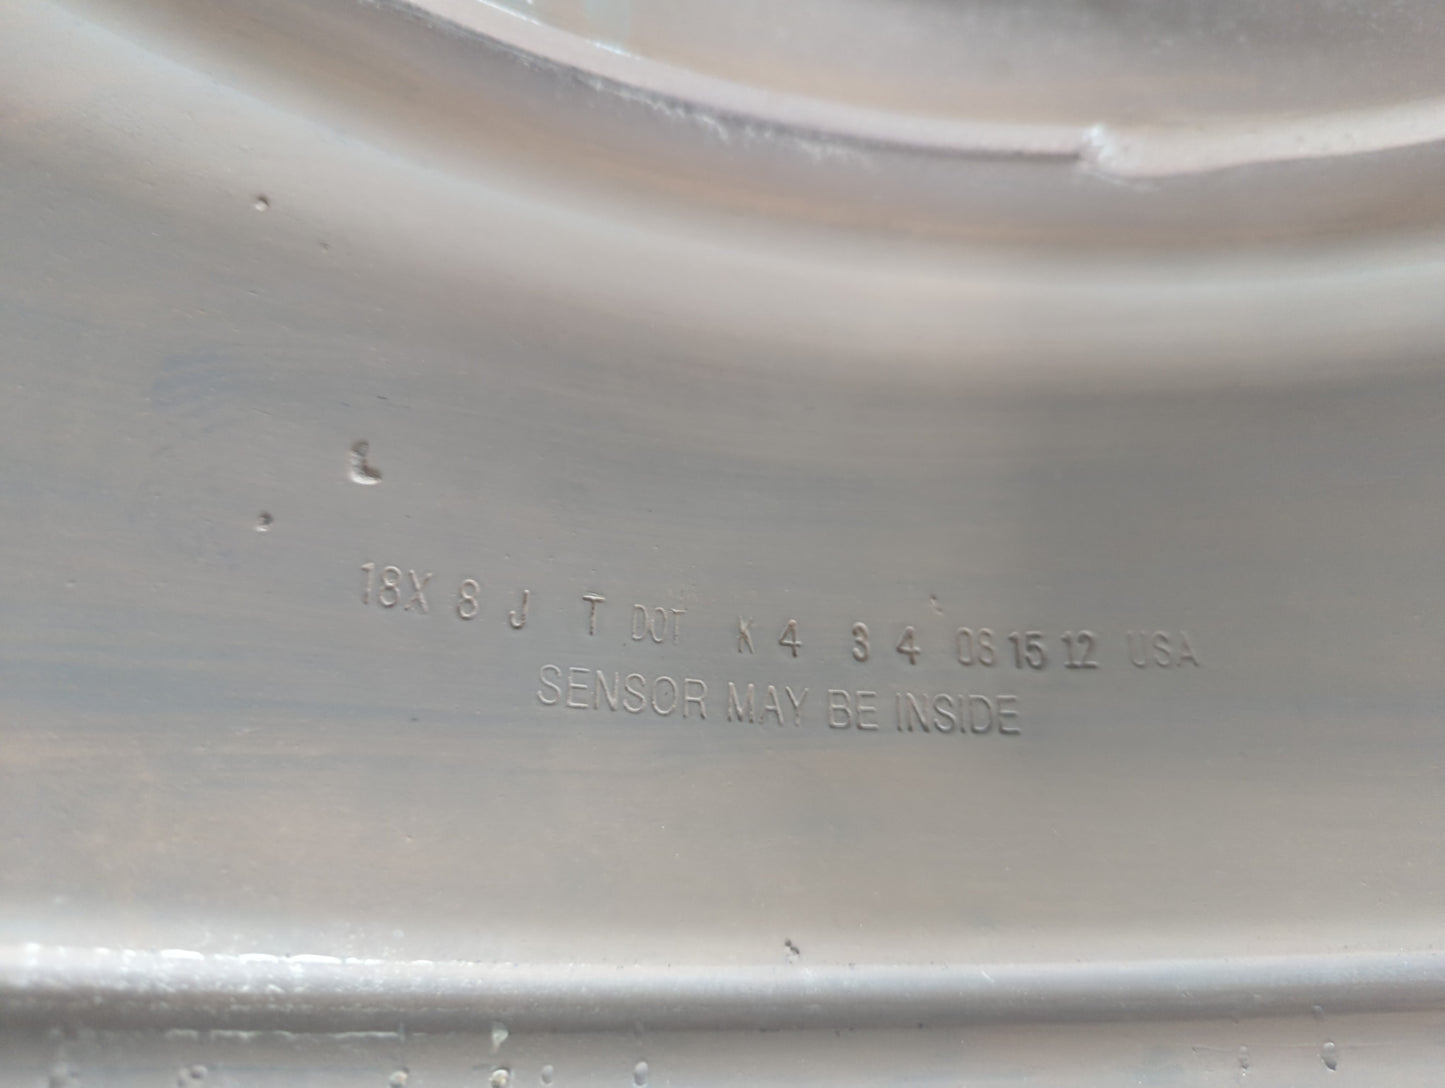 L
18X 8 J T DOT K 4 3 4 08 15 12 USA
SENSOR MAY BE INSIDE